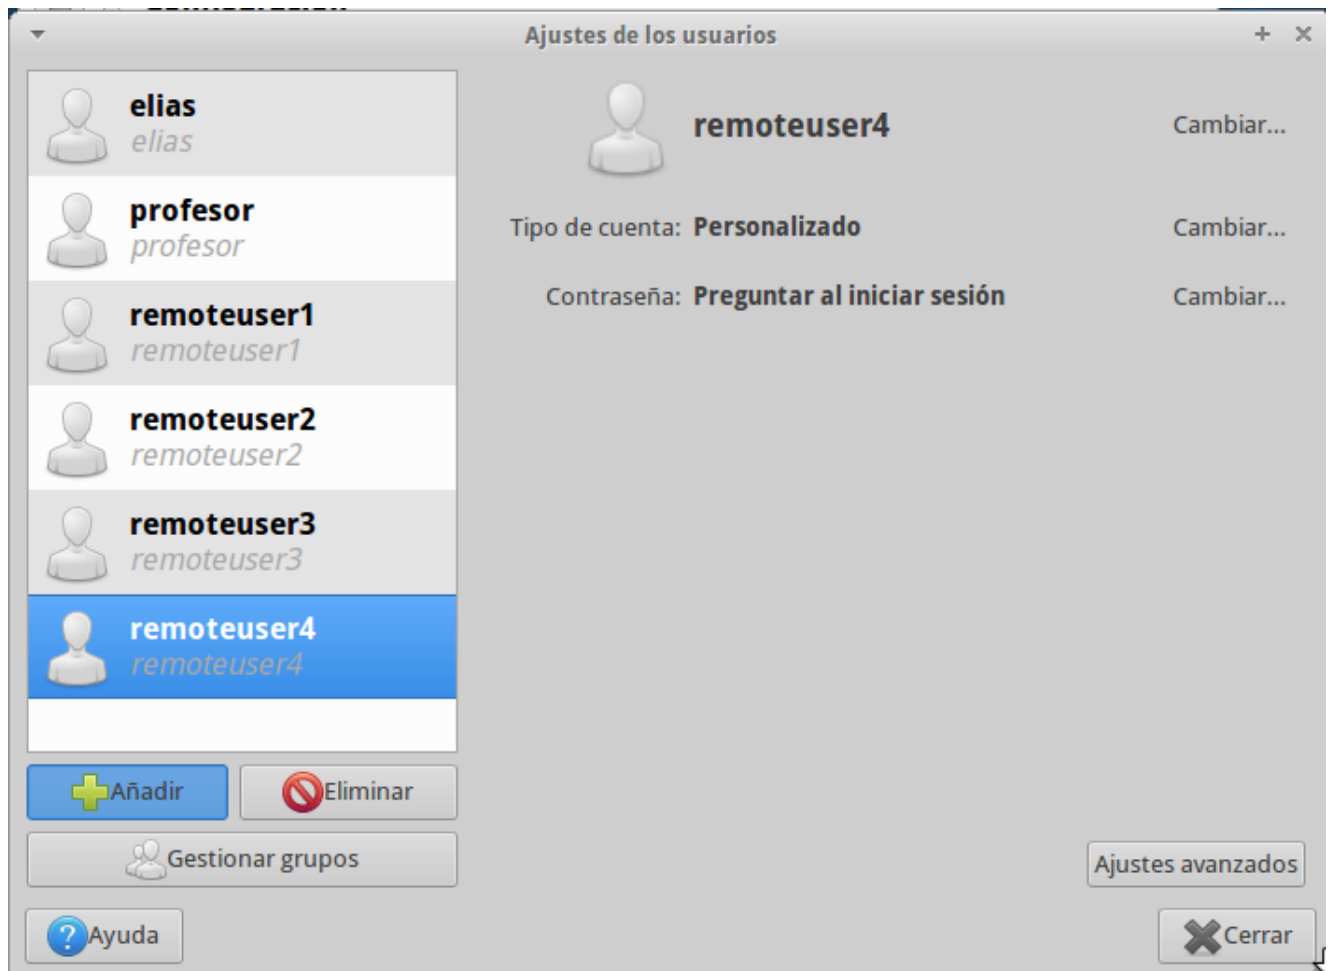 Ajustes de los usuarios
elias
elias
profesor
profesor
remoteuser1
remoteuser1
remoteuser2
remoteuser2
remoteuser3
remoteuser3
remoteuser4
remoteuser4
Añadir
Eliminar
Gestionar grupos
Ayuda
remoteuser4
Cambiar...
Tipo de cuenta: Personalizado
Cambiar...
Contraseña: Preguntar al iniciar sesión
Cambiar...
Ajustes avanzados
Cerrar